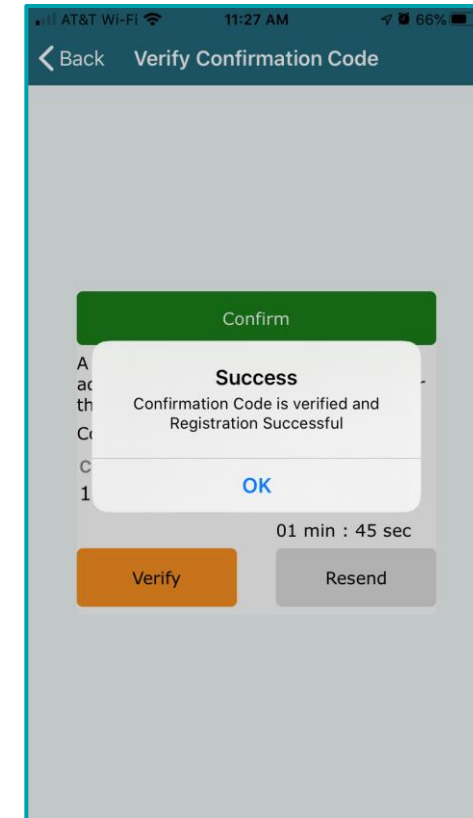 AT&T Wi-Fi 11:27 AM 66%
Back Verify Confirmation Code
Confirm
A
Success
Confirmation Code is verified and
th
Registration Successful
1
OK
01 min : 45 sec
Verify Resend